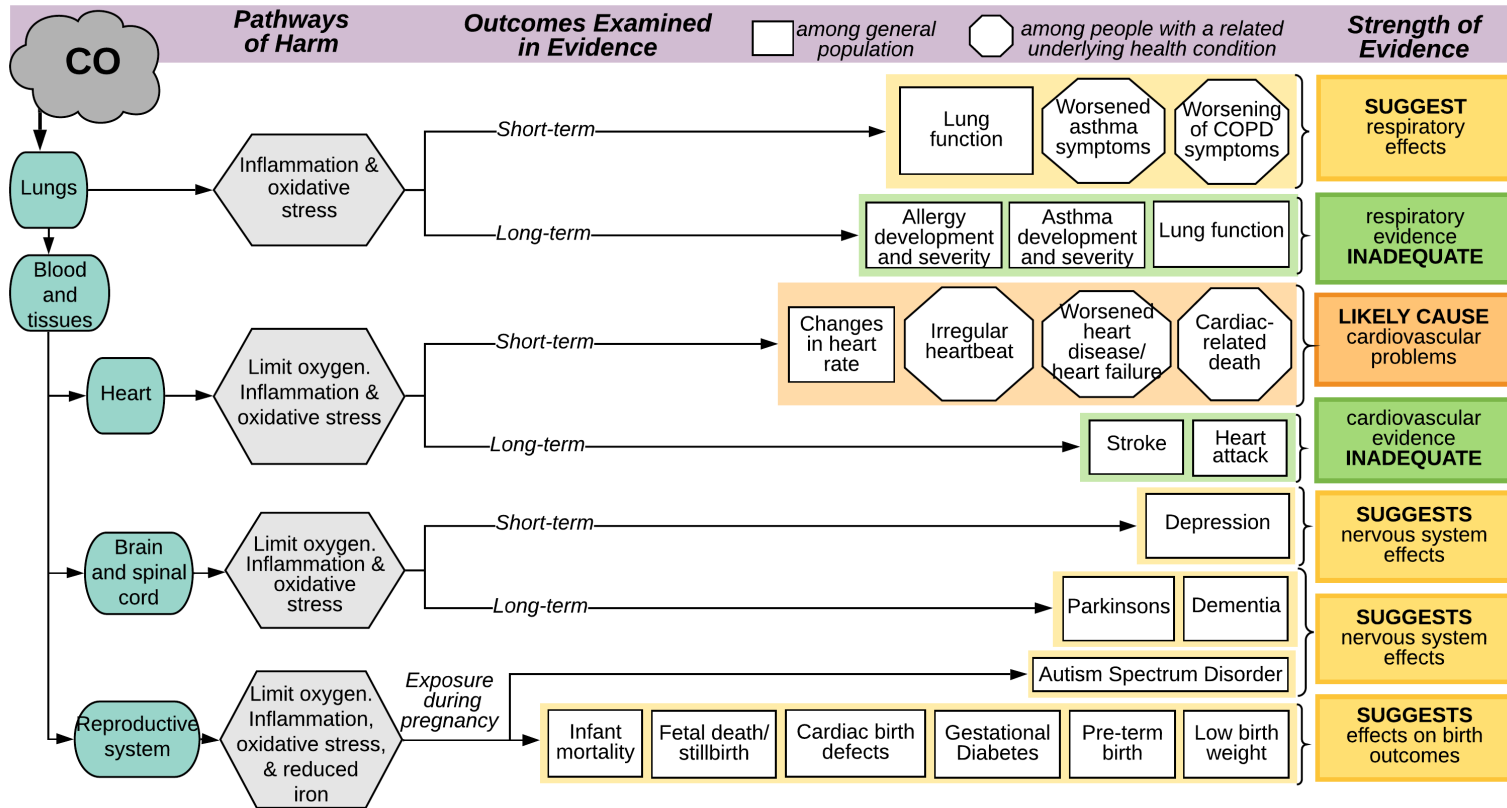 CO
Pathways
of Harm
Outcomes Examined
in Evidence
among general
population
among people with a related
underlying health condition
Strength of
Evidence
Lungs
Inflammation &
oxidative
stress
Short-term
Lung
function
Worsened
asthma
symptoms
Worsening
of COPD
symptoms
SUGGEST
respiratory
effects
Long-term
Allergy
development
and severity
Asthma
development
and severity
Lung function
respiratory
evidence
INADEQUATE
Blood
and
tissues
Heart
Limit oxygen.
Inflammation &
oxidative stress
Short-term
Changes
in heart
rate
Irregular
heartbeat
Worsened
heart
disease/
heart failure
Cardiac-
related
death
LIKELY CAUSE
cardiovascular
problems
Long-term
Stroke
Heart
attack
cardiovascular
evidence
INADEQUATE
Brain
and spinal
cord
Limit oxygen.
Inflammation &
oxidative
stress
Short-term
Depression
SUGGESTS
nervous system
effects
Long-term
Parkinsons
Dementia
SUGGESTS
nervous system
effects
Reproductive
system
Limit oxygen.
Inflammation,
oxidative stress,
& reduced
iron
Exposure
during
pregnancy
Autism Spectrum Disorder
Infant
mortality
Fetal death/
stillbirth
Cardiac birth
defects
Gestational
Diabetes
Pre-term
birth
Low birth
weight
SUGGESTS
effects on birth
outcomes